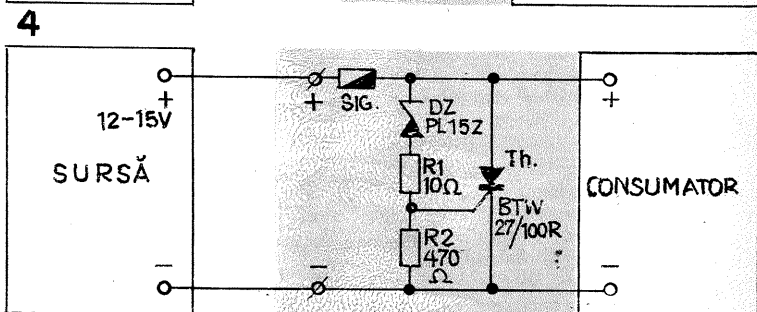 4
12-15V
SURSĂ
+
-
+
SIG.
-
DZ
PL15Z
R1
10Ω
R2
470
Ω
Th.
BTW
27/100R
+
CONSUMATOR
-